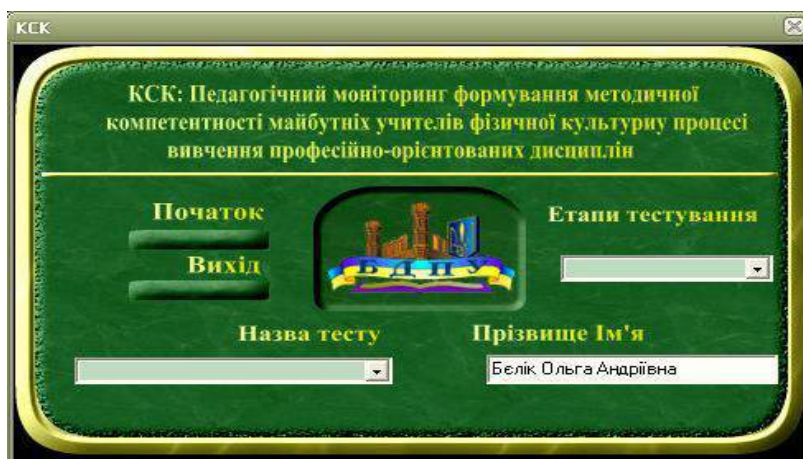 КСК
КСК: Педагогічний моніторинг формування методичної
компетентності майбутніх учителів фізичної культуриу процесі
вивчення професійно-орієнтованих дисциплін
Початок
Вихід
БДПУ
Етапи тестування
Назва тесту
Прізвище Ім'я
Бєлік Ольга Андріївна